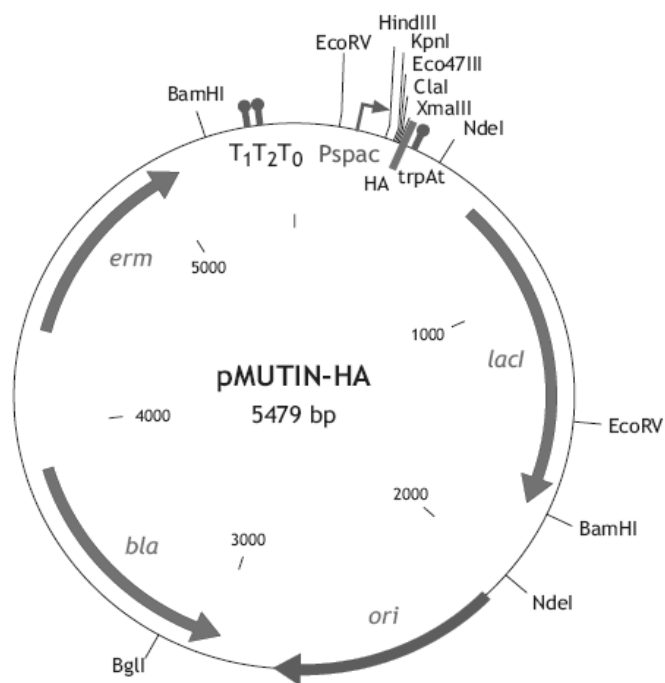 HindIII
KpnI
EcoRV
Eco47III
ClaI
BamHI
XmaIII
NdeI
T1T2T0
Pspac
HA
trpAt
erm
5000
1000
lacI
pMUTIN-HA
5479 bp
4000
EcoRV
2000
BamHI
bla
3000
NdeI
ori
BglI